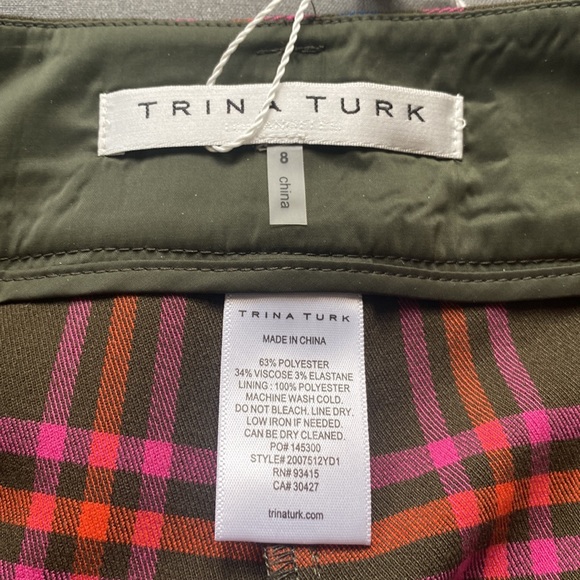 TRINA TURK
8
china
TRINA TURK
MADE IN CHINA
63% POLYESTER
34% VISCOSE 3% ELASTANE
LINING : 100% POLYESTER
MACHINE WASH COLD.
DO NOT BLEACH. LINE DRY.
LOW IRON IF NEEDED.
CAN BE DRY CLEANED.
PO# 145300
STYLE# 2007512YD1
RN# 93415
CA# 30427
trinaturk.com